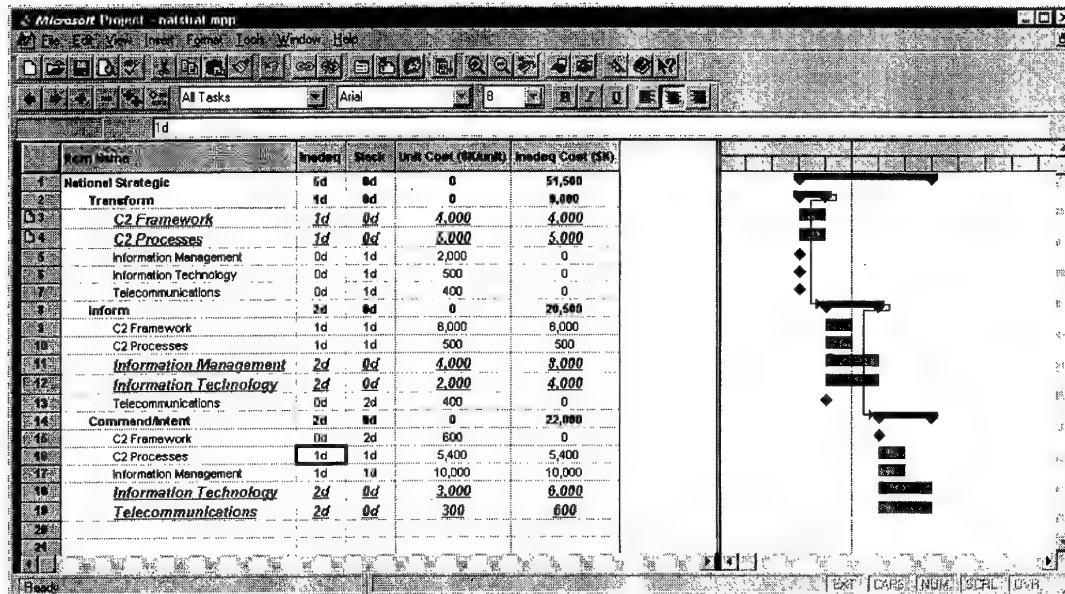 Microsoft Project - natstrat.mpp
File Edit View Insert Format Tools Window Help
All Tasks Arial 8 B I U
1d
Item Name Inadeq Slack Unit Cost ($K/unit) Inadeq Cost ($K)
1 National Strategic 5d 0d 0 51,500
2 Transform 1d 0d 0 9,000
3 C2 Framework 1d 0d 4,000 4,000
4 C2 Processes 1d 0d 5,000 5,000
5 Information Management 0d 1d 2,000 0
6 Information Technology 0d 1d 500 0
7 Telecommunications 0d 1d 400 0
8 Inform 2d 0d 0 20,500
9 C2 Framework 1d 1d 8,000 8,000
10 C2 Processes 1d 1d 500 500
11 Information Management 2d 0d 4,000 8,000
12 Information Technology 2d 0d 2,000 4,000
13 Telecommunications 0d 2d 400 0
14 Command/Intent 2d 0d 0 22,000
15 C2 Framework 0d 2d 600 0
16 C2 Processes 1d 1d 5,400 5,400
17 Information Management 1d 1d 10,000 10,000
18 Information Technology 2d 0d 3,000 6,000
19 Telecommunications 2d 0d 300 600
20
21
Ready EXT CAPS NUM SCRL OVR